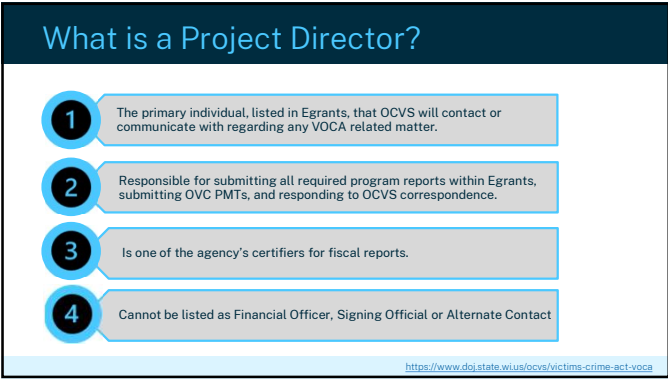 What is a Project Director?
1
The primary individual, listed in Egrants, that OCVS will contact or
communicate with regarding any VOCA related matter.
2
Responsible for submitting all required program reports within Egrants,
submitting OVC PMTs, and responding to OCVS correspondence.
3
Is one of the agency's certifiers for fiscal reports.
4
Cannot be listed as Financial Officer, Signing Official or Alternate Contact
https://www.doj.state.wi.us/ocvs/victims-crime-act-voca